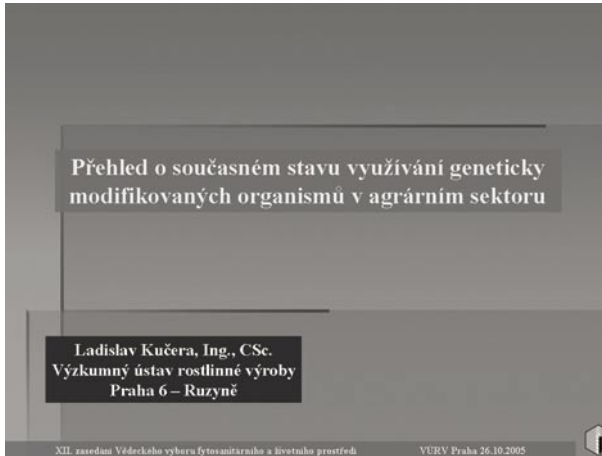 Přehled o současném stavu využívání geneticky
modifikovaných organismů v agrárním sektoru
Ladislav Kučera, Ing., CSc.
Výzkumný ústav rostlinné výroby
Praha 6 – Ruzyně
XII. zasedání Vědeckého výboru fytosanitárního a životního prostředí VÚRV Praha 26.10.2005